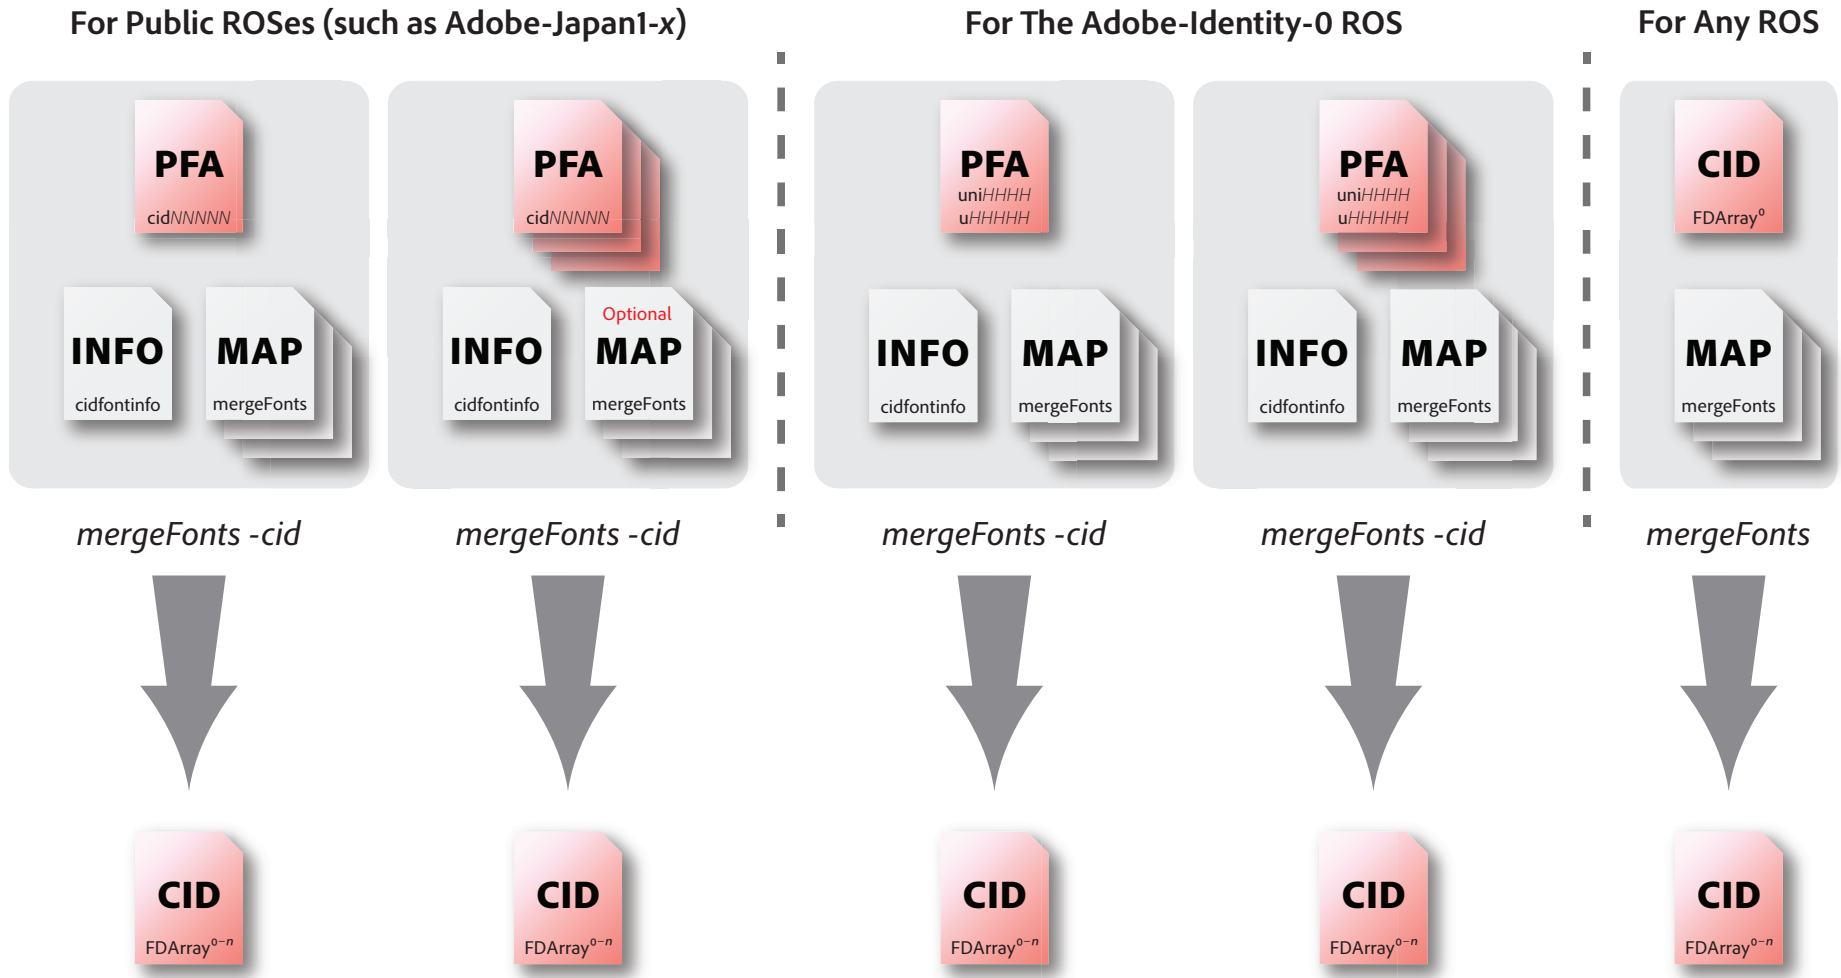 For Public ROSes (such as Adobe-Japan1-x)
PFA
cidNNNNN
INFO
cidfontinfo
MAP
mergeFonts
mergeFonts -cid
CID
FDArray⁰⁻ⁿ
PFA
cidNNNNN
INFO
cidfontinfo
Optional
MAP
mergeFonts
mergeFonts -cid
CID
FDArray⁰⁻ⁿ
For The Adobe-Identity-0 ROS
PFA
uniHHHH
uHHHHH
INFO
cidfontinfo
MAP
mergeFonts
mergeFonts -cid
CID
FDArray⁰⁻ⁿ
PFA
uniHHHH
uHHHHH
INFO
cidfontinfo
MAP
mergeFonts
mergeFonts -cid
CID
FDArray⁰⁻ⁿ
For Any ROS
CID
FDArray⁰
MAP
mergeFonts
mergeFonts
CID
FDArray⁰⁻ⁿ